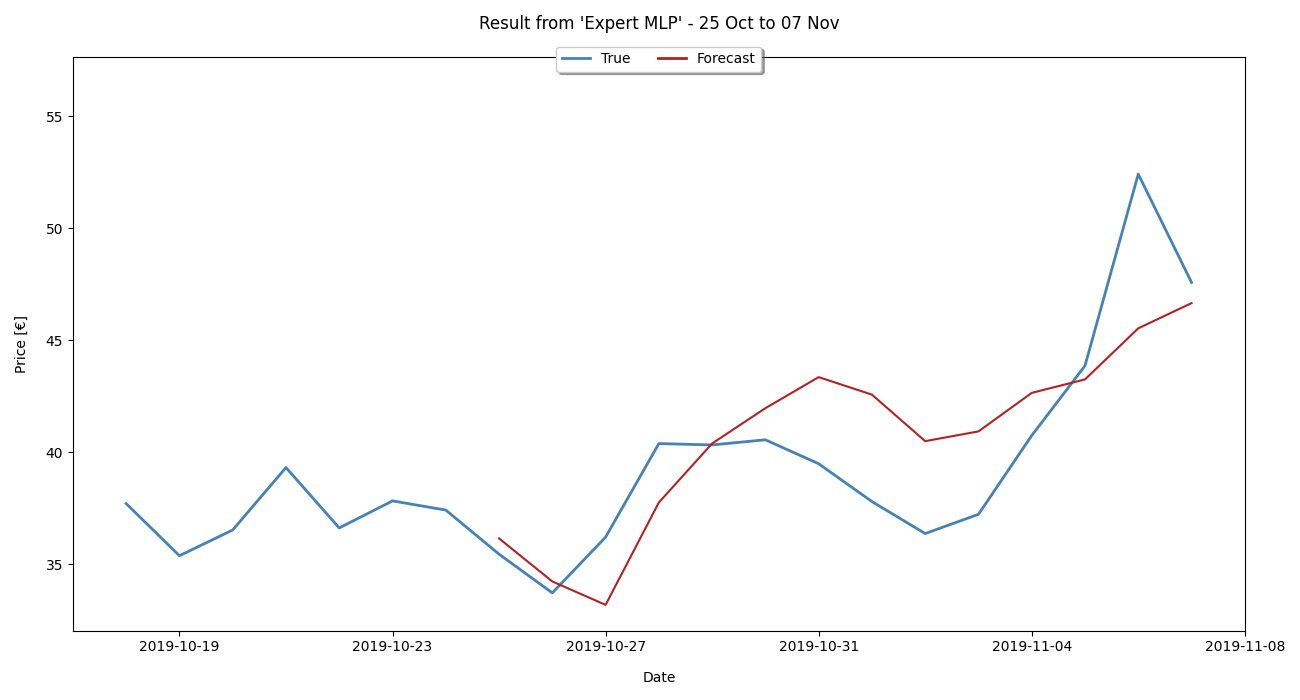 Result from 'Expert MLP' - 25 Oct to 07 Nov
True Forecast
55
50
45
40
35
Price [€]
2019-10-19 2019-10-23 2019-10-27 2019-10-31 2019-11-04 2019-11-08
Date